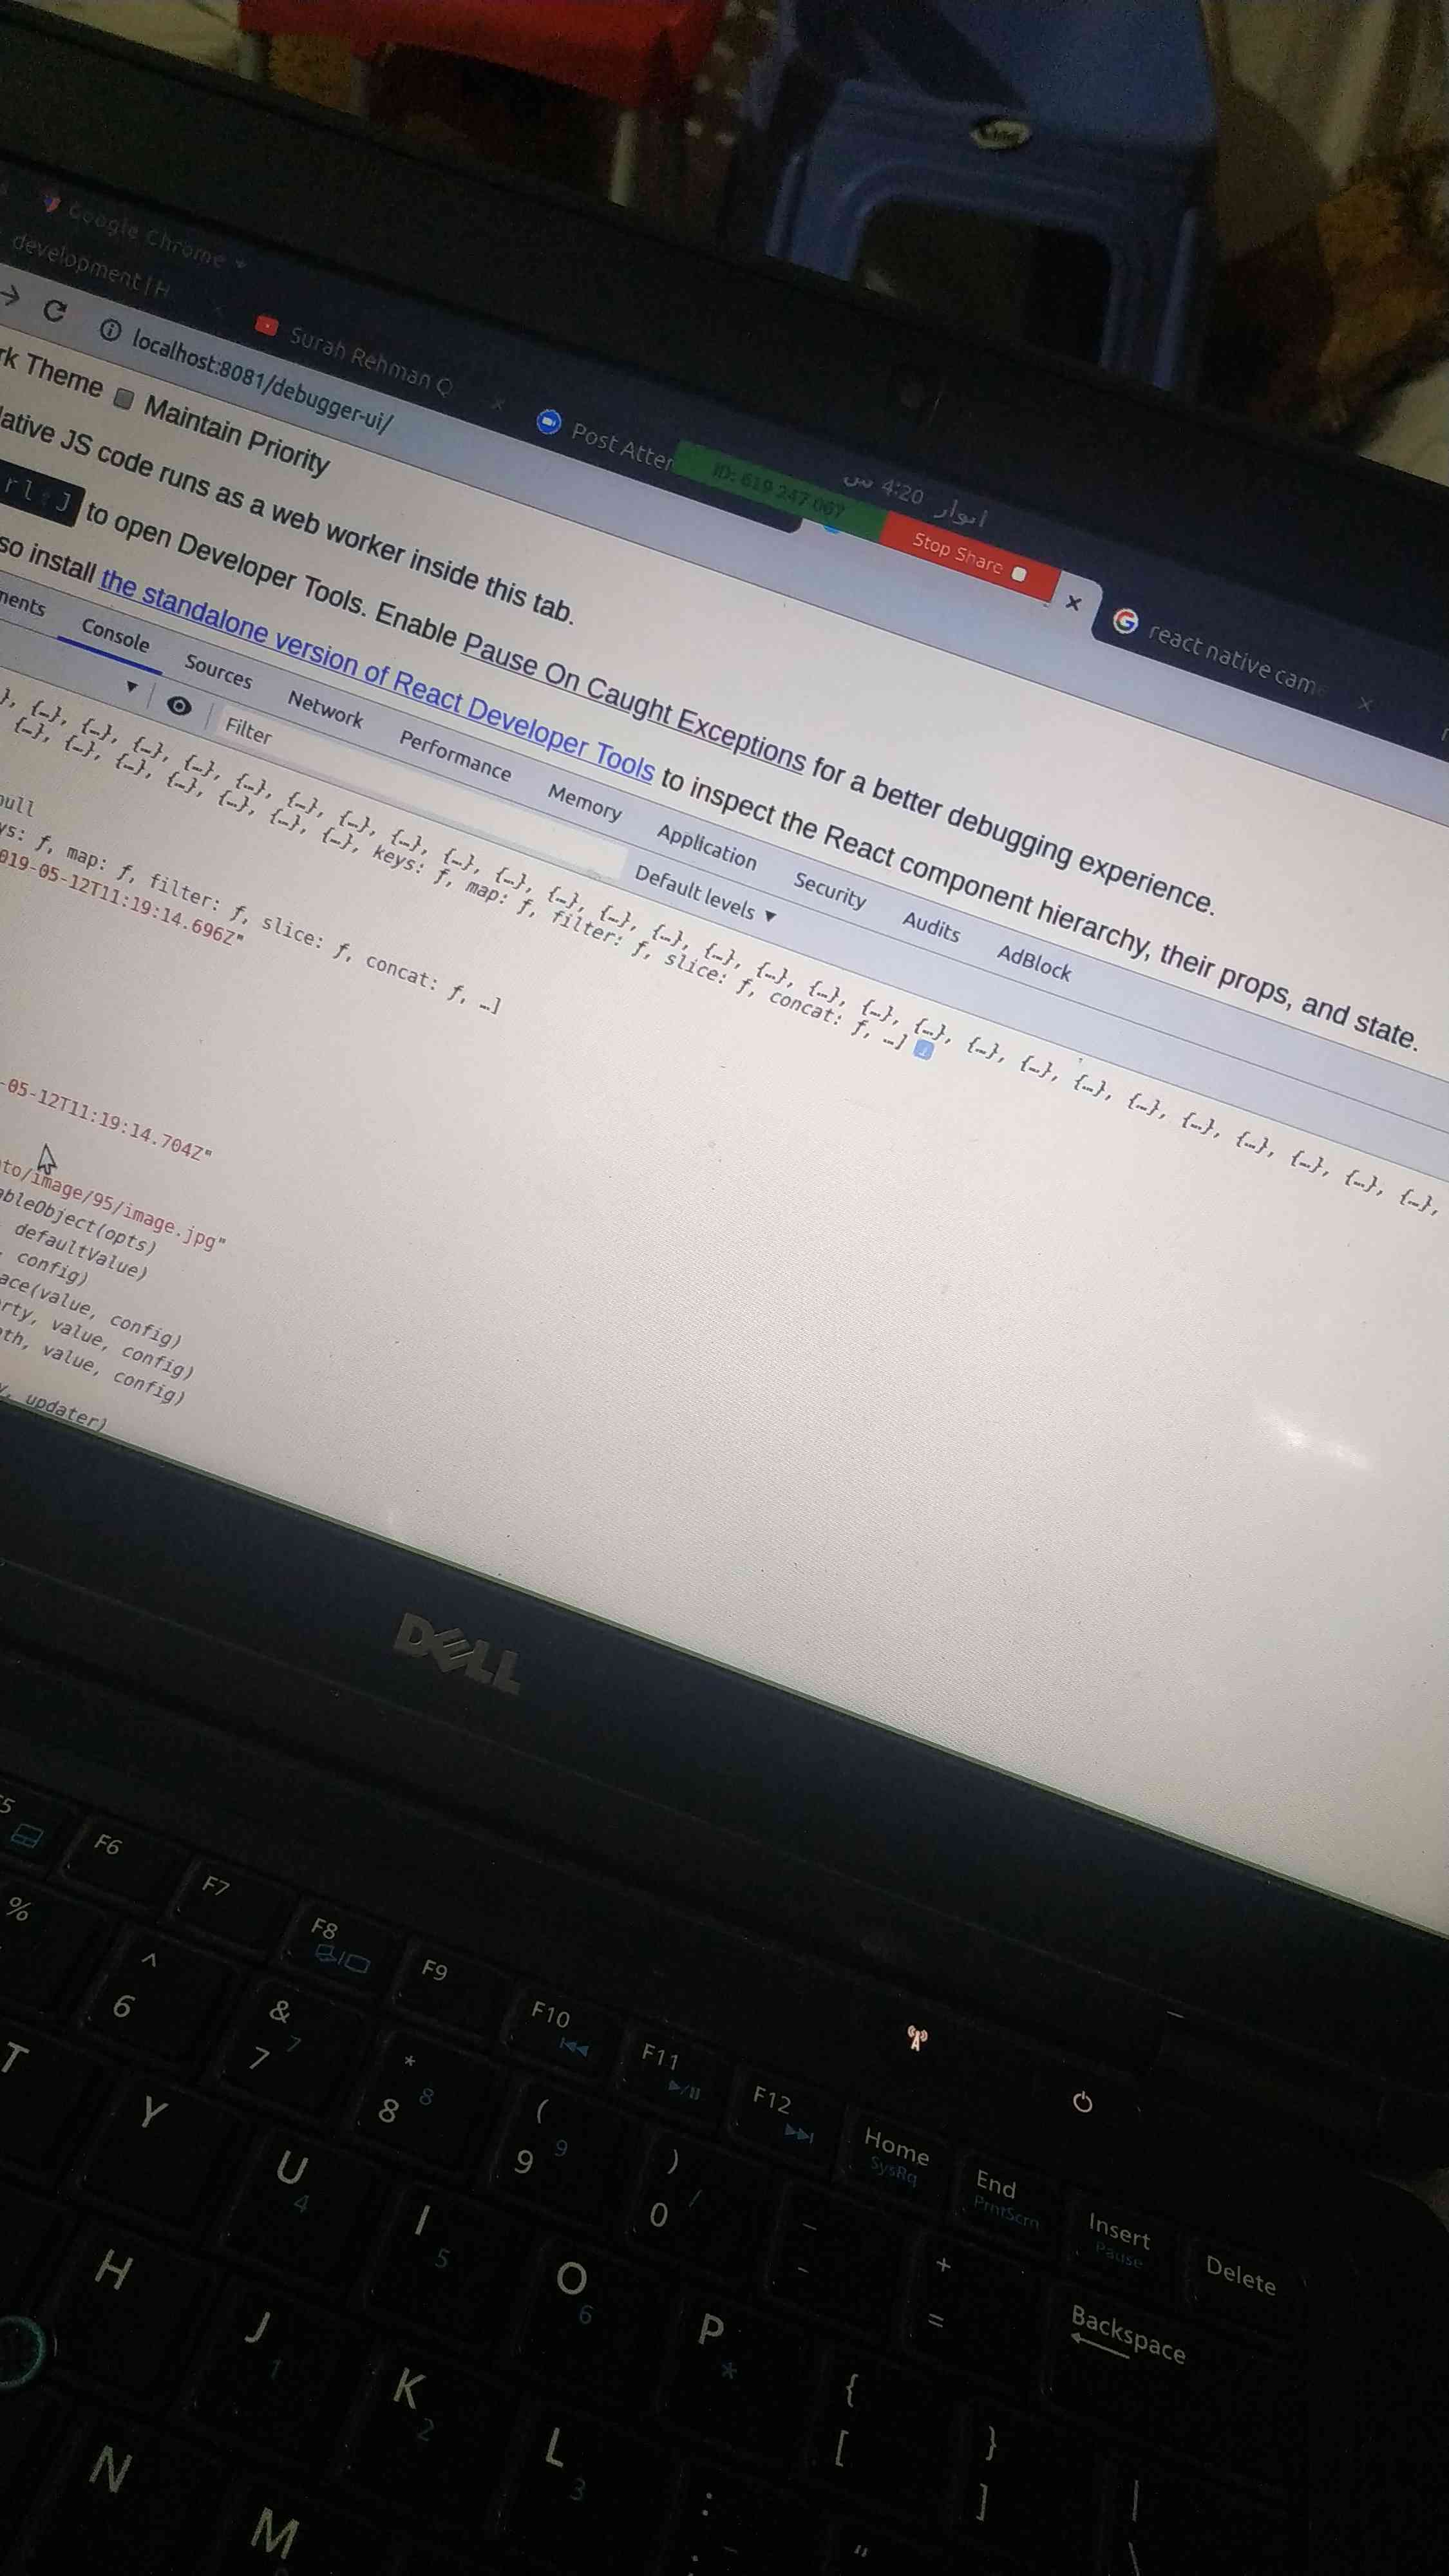 Google Chrome
development | H
Surah Rehman Q
Post Atten
ID: 619 247 067
اتوار 4:20 س
Stop Share
react native came
localhost:8081/debugger-ui/
rk Theme Maintain Priority
lative JS code runs as a web worker inside this tab.
rl J to open Developer Tools. Enable Pause On Caught Exceptions for a better debugging experience.
so install the standalone version of React Developer Tools to inspect the React component hierarchy, their props, and state.
nents Console Sources Network Performance Memory Application Security Audits AdBlock
Filter Default levels ▼
}, {…}, {…}, {…}, {…}, {…}, {…}, {…}, {…}, {…}, {…}, {…}, {…}, {…}, {…}, {…}, {…}, {…}, {…}, {…}, {…}, {…}, {…}, {…}, {…}, {…}, {…}, {…},
{…}, {…}, {…}, {…}, {…}, {…}, {…}, keys: ƒ, map: ƒ, filter: ƒ, slice: ƒ, concat: ƒ, …] i
null
ys: ƒ, map: ƒ, filter: ƒ, slice: ƒ, concat: ƒ, …]
019-05-12T11:19:14.696Z"
-05-12T11:19:14.704Z"
to/image/95/image.jpg"
ableObject(opts)
defaultValue)
, config)
ace(value, config)
rty, value, config)
th, value, config)
y, updater)
DELL
F5 F6 F7 F8 F9 F10 F11 F12 Home End Insert Delete
SysRq PrntScrn Pause
% ^ & * ( ) _ + Backspace
6 7 7 8 8 9 9 0 / - =
T Y U 4 I 5 O 6 P * { [ } ] | \
H J 1 K 2 L 3 : ; "
N M